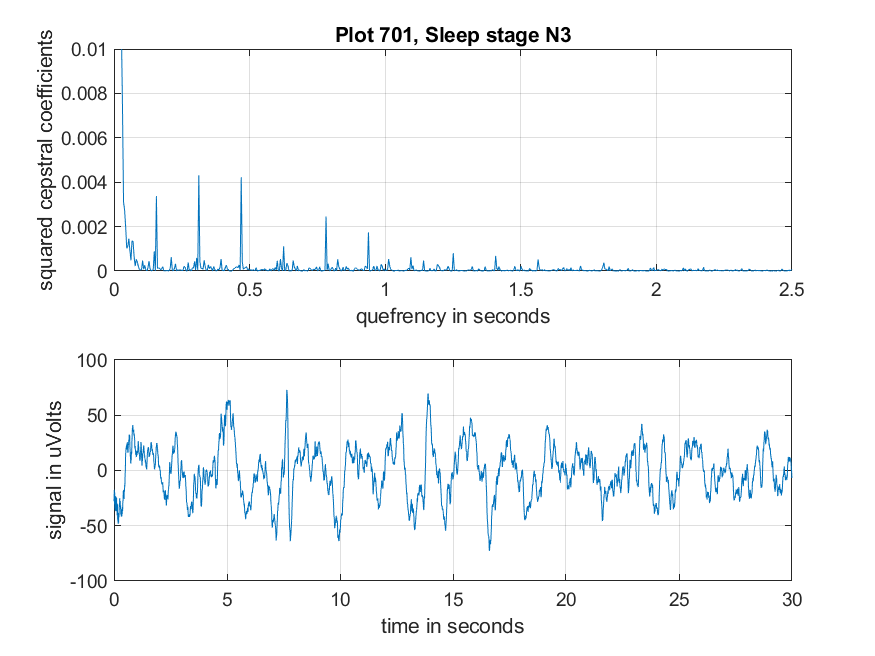 Plot 701, Sleep stage N3
squared cepstral coefficients
0.01
0.008
0.006
0.004
0.002
0
0 0.5 1 1.5 2 2.5
quefrency in seconds
signal in uVolts
100
50
0
-50
-100
0 5 10 15 20 25 30
time in seconds